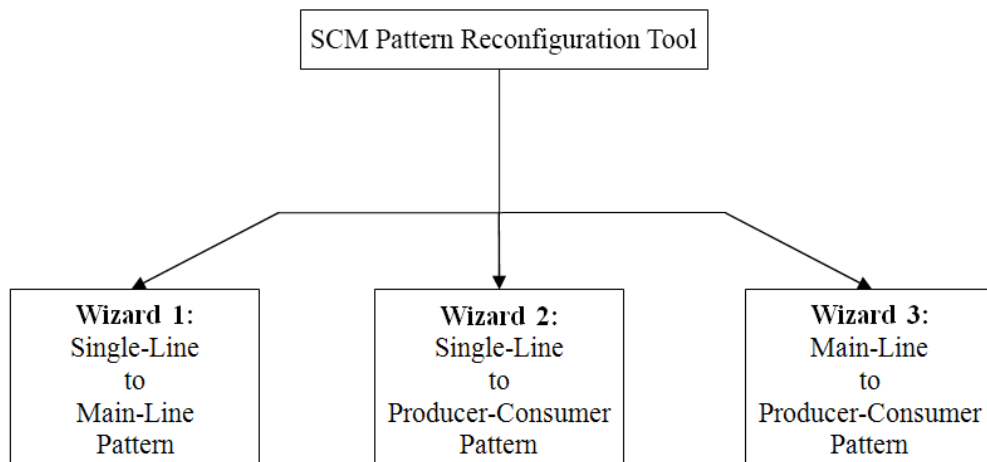 SCM Pattern Reconfiguration Tool
Wizard 1:
Single-Line
to
Main-Line
Pattern
Wizard 2:
Single-Line
to
Producer-Consumer
Pattern
Wizard 3:
Main-Line
to
Producer-Consumer
Pattern